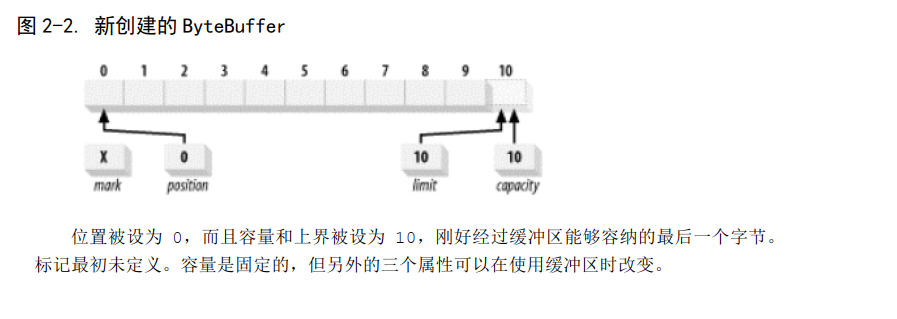 图 2-2. 新创建的 ByteBuffer
0 1 2 3 4 5 6 7 8 9 10
X 0 10 10
mark position limit capacity
位置被设为 0，而且容量和上界被设为 10，刚好经过缓冲区能够容纳的最后一个字节。
标记最初未定义。容量是固定的，但另外的三个属性可以在使用缓冲区时改变。